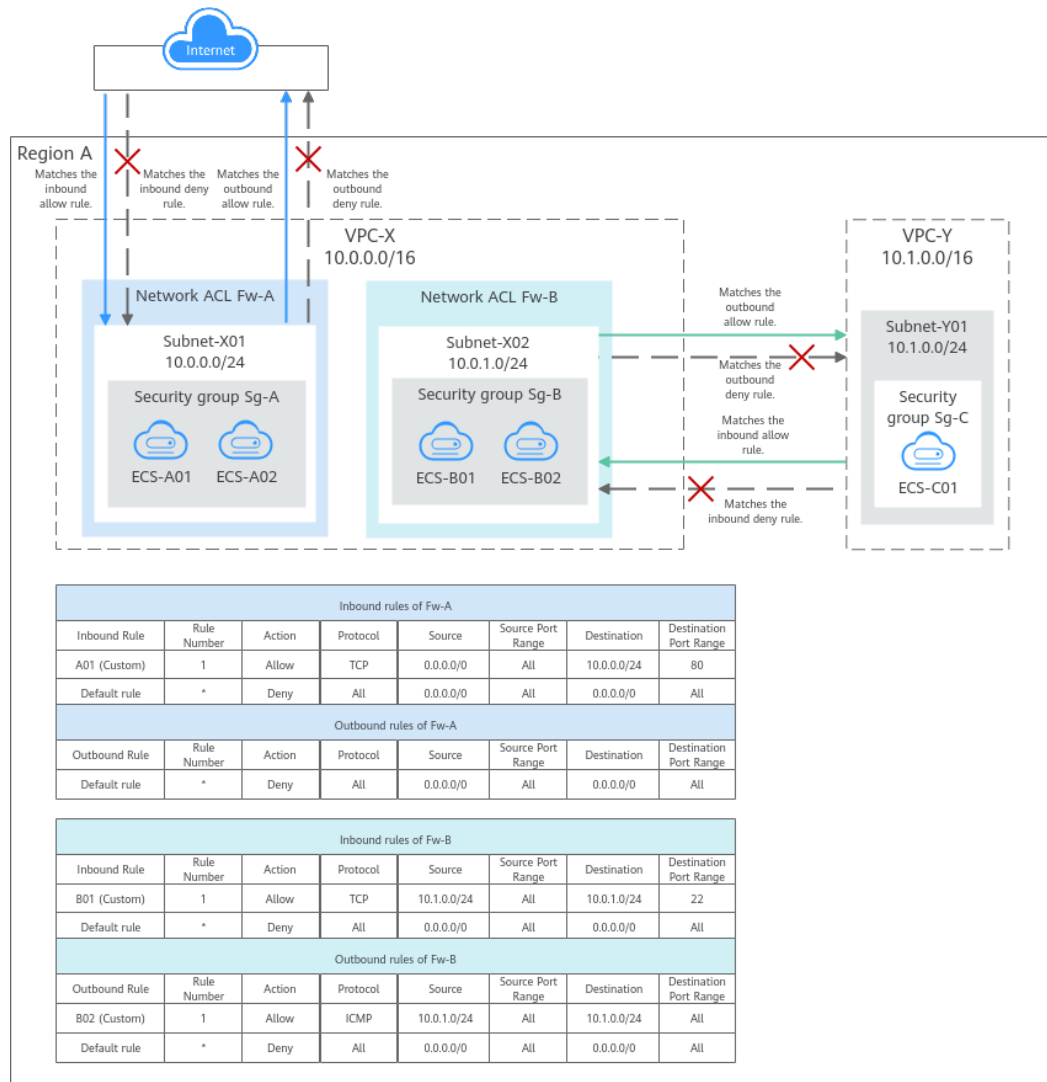 Internet
Region A
Matches the
inbound
allow rule.
Matches the
inbound deny
rule.
Matches the
outbound
allow rule.
Matches the
outbound
deny rule.
VPC-X
10.0.0.0/16
VPC-Y
10.1.0.0/16
Network ACL Fw-A
Subnet-X01
10.0.0.0/24
Security group Sg-A
ECS-A01
ECS-A02
Network ACL Fw-B
Subnet-X02
10.0.1.0/24
Security group Sg-B
ECS-B01
ECS-B02
Matches the
outbound
allow rule.
Matches the
outbound
deny rule.
Matches the
inbound allow
rule.
Matches the
inbound deny rule.
Subnet-Y01
10.1.0.0/24
Security
group Sg-C
ECS-C01
Inbound rules of Fw-A
Inbound Rule Rule Number Action Protocol Source Source Port Range Destination Destination Port Range
A01 (Custom) 1 Allow TCP 0.0.0.0/0 All 10.0.0.0/24 80
Default rule * Deny All 0.0.0.0/0 All 0.0.0.0/0 All
Outbound rules of Fw-A
Outbound Rule Rule Number Action Protocol Source Source Port Range Destination Destination Port Range
Default rule * Deny All 0.0.0.0/0 All 0.0.0.0/0 All
Inbound rules of Fw-B
Inbound Rule Rule Number Action Protocol Source Source Port Range Destination Destination Port Range
B01 (Custom) 1 Allow TCP 10.1.0.0/24 All 10.0.1.0/24 22
Default rule * Deny All 0.0.0.0/0 All 0.0.0.0/0 All
Outbound rules of Fw-B
Outbound Rule Rule Number Action Protocol Source Source Port Range Destination Destination Port Range
B02 (Custom) 1 Allow ICMP 10.0.1.0/24 All 10.1.0.0/24 All
Default rule * Deny All 0.0.0.0/0 All 0.0.0.0/0 All